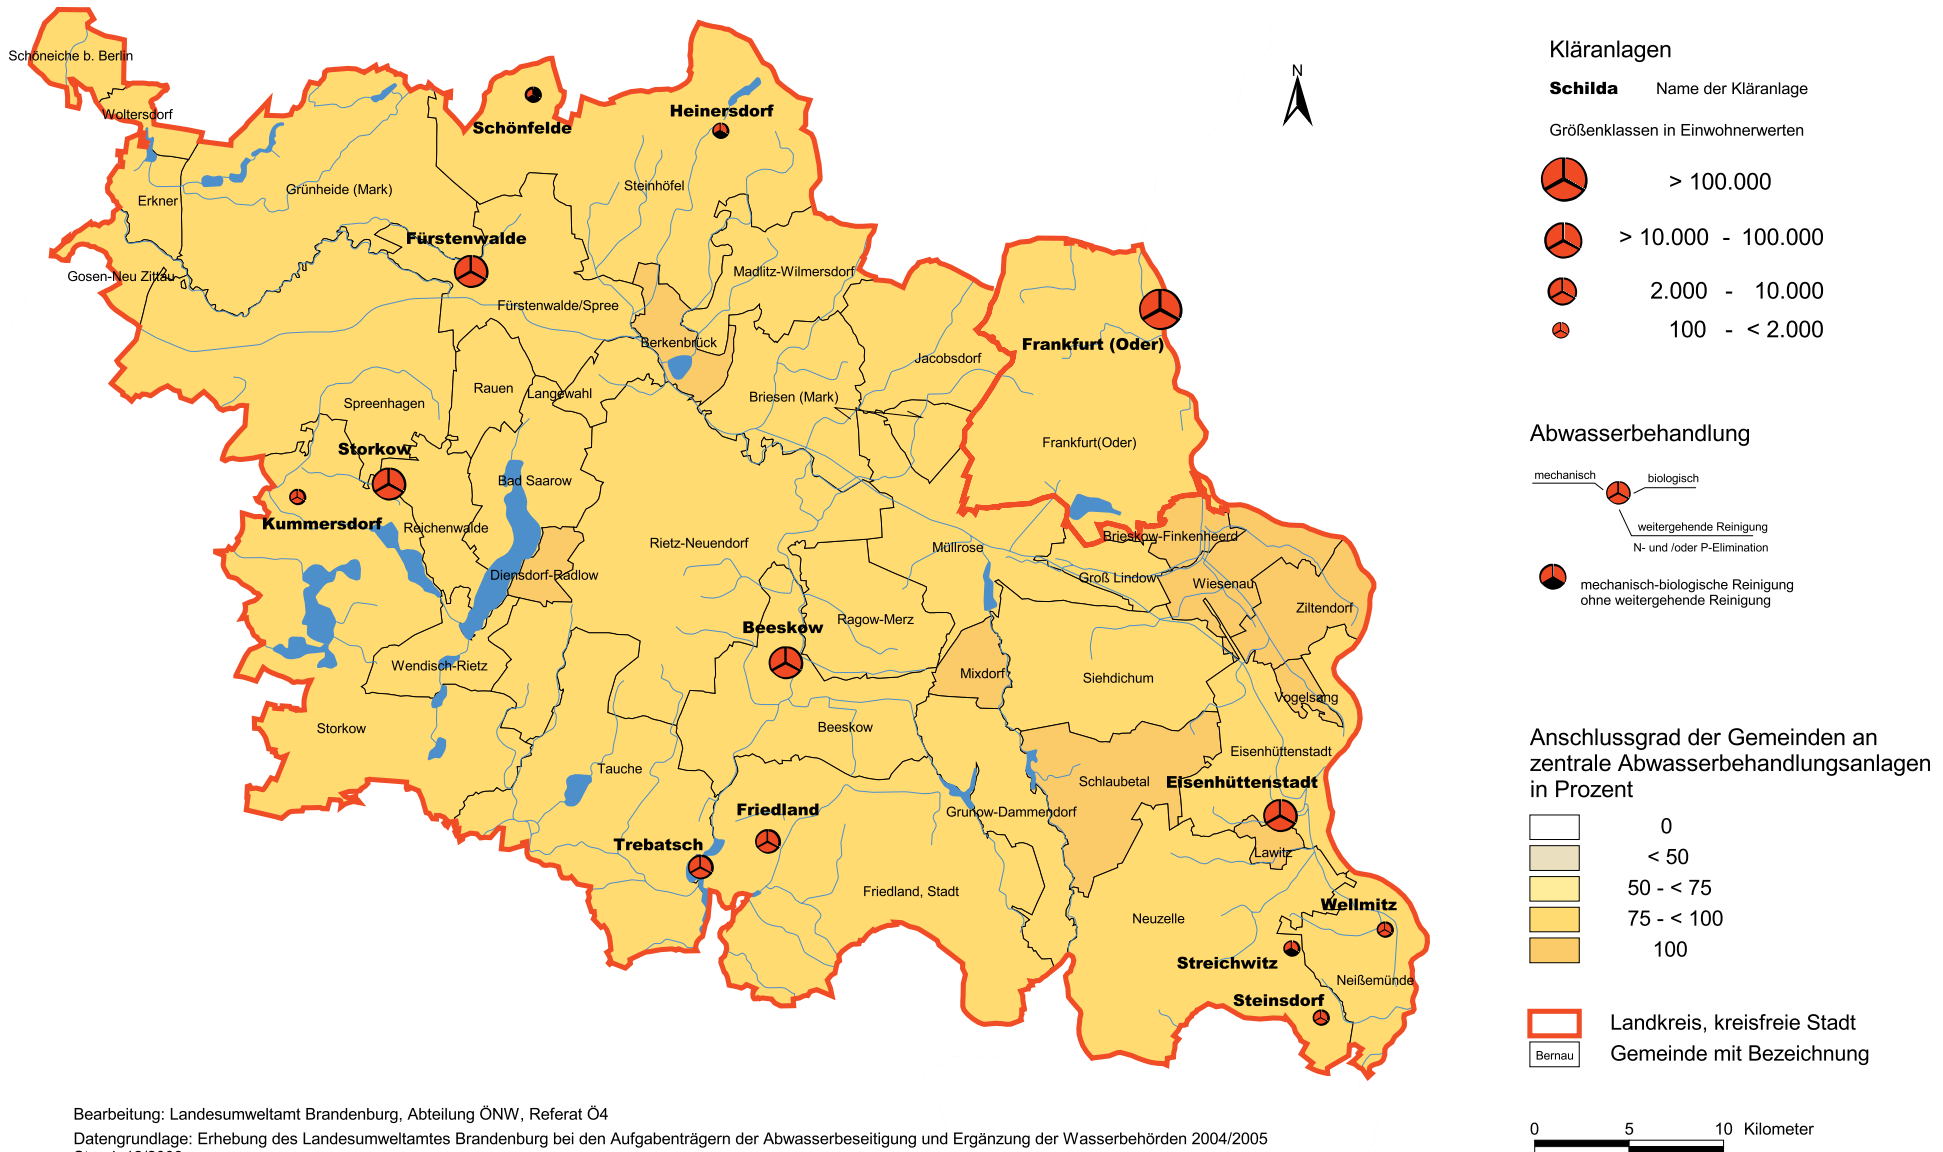 Schöneiche b. Berlin
Woltersdorf
Erkner
Grünheide (Mark)
Gosen-Neu Zittau
Schönfelde
Heinersdorf
Steinhöfel
Fürstenwalde
Fürstenwalde/Spree
Madlitz-Wilmersdorf
Berkenbrück
Jacobsdorf
Frankfurt (Oder)
Frankfurt(Oder)
Rauen
Langewahl
Briesen (Mark)
Spreenhagen
Storkow
Bad Saarow
Kummersdorf
Reichenwalde
Rietz-Neuendorf
Müllrose
Brieskow-Finkenheerd
Diensdorf-Radlow
Groß Lindow
Wiesenau
Ziltendorf
Beeskow
Ragow-Merz
Wendisch-Rietz
Mixdorf
Siehdichum
Vogelsang
Storkow
Beeskow
Eisenhüttenstadt
Tauche
Schlaubetal
Eisenhüttenstadt
Friedland
Grunow-Dammendorf
Trebatsch
Lawitz
Friedland, Stadt
Neuzelle
Wellmitz
Streichwitz
Neißemünde
Steinsdorf
N
Kläranlagen
Schilda Name der Kläranlage
Größenklassen in Einwohnerwerten
> 100.000
> 10.000 - 100.000
2.000 - 10.000
100 - < 2.000
Abwasserbehandlung
mechanisch
biologisch
weitergehende Reinigung
N- und /oder P-Elimination
mechanisch-biologische Reinigung
ohne weitergehende Reinigung
Anschlussgrad der Gemeinden an
zentrale Abwasserbehandlungsanlagen
in Prozent
0
< 50
50 - < 75
75 - < 100
100
Landkreis, kreisfreie Stadt
Bernau Gemeinde mit Bezeichnung
0 5 10 Kilometer
Bearbeitung: Landesumweltamt Brandenburg, Abteilung ÖNW, Referat Ö4
Datengrundlage: Erhebung des Landesumweltamtes Brandenburg bei den Aufgabenträgern der Abwasserbeseitigung und Ergänzung der Wasserbehörden 2004/2005